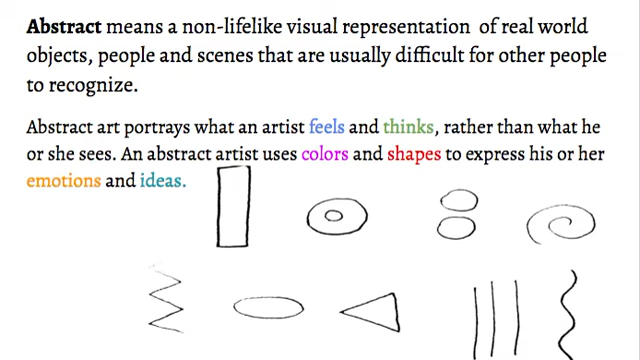 Abstract means a non-lifelike visual representation of real world
objects, people and scenes that are usually difficult for other people
to recognize.
Abstract art portrays what an artist feels and thinks, rather than what he
or she sees. An abstract artist uses colors and shapes to express his or her
emotions and ideas.